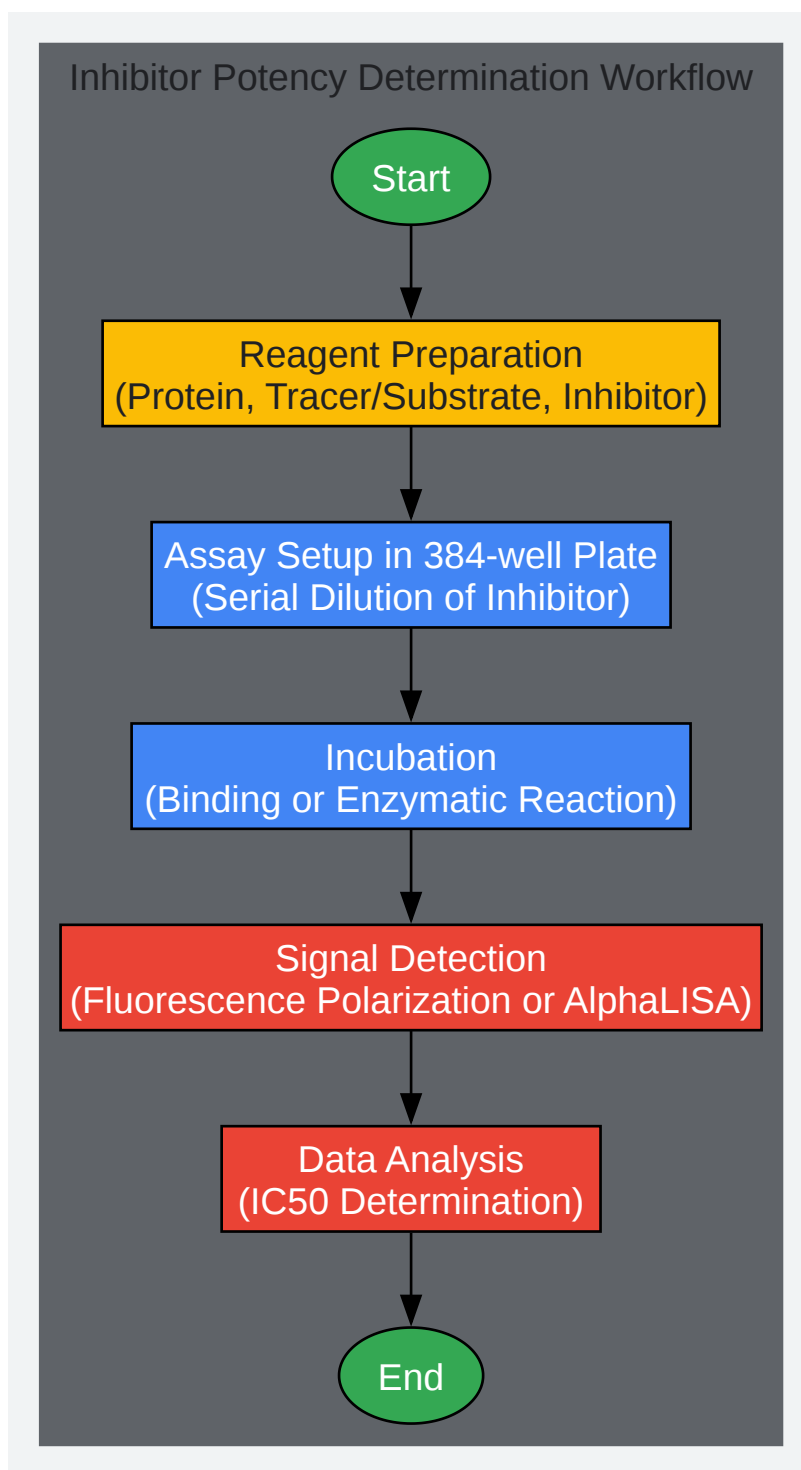 Inhibitor Potency Determination Workflow
Start
Reagent Preparation
(Protein, Tracer/Substrate, Inhibitor)
Assay Setup in 384-well Plate
(Serial Dilution of Inhibitor)
Incubation
(Binding or Enzymatic Reaction)
Signal Detection
(Fluorescence Polarization or AlphaLISA)
Data Analysis
(IC50 Determination)
End